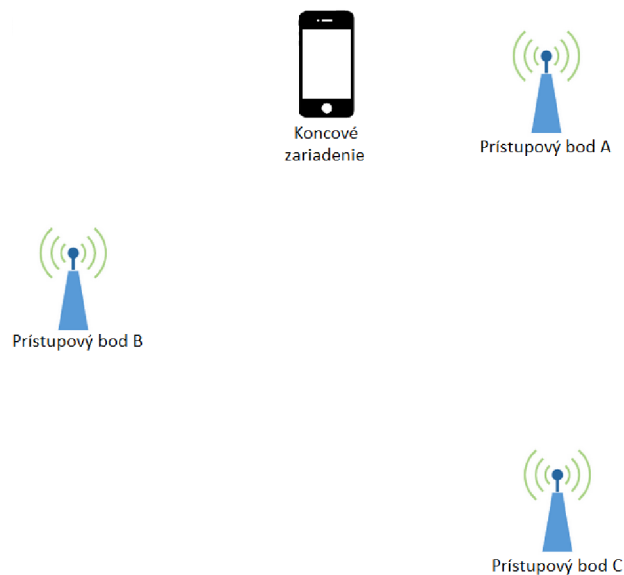 Koncové
zariadenie
Prístupový bod A
Prístupový bod B
Prístupový bod C